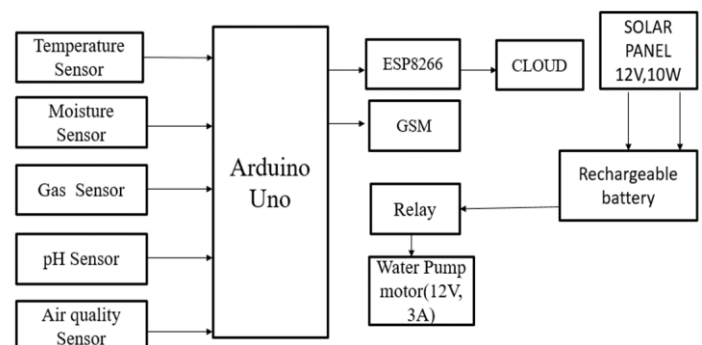 Temperature
Sensor
Moisture
Sensor
Gas Sensor
pH Sensor
Air quality
Sensor
Arduino
Uno
ESP8266
CLOUD
GSM
Relay
Water Pump
motor(12V,
3A)
SOLAR
PANEL
12V,10W
Rechargeable
battery